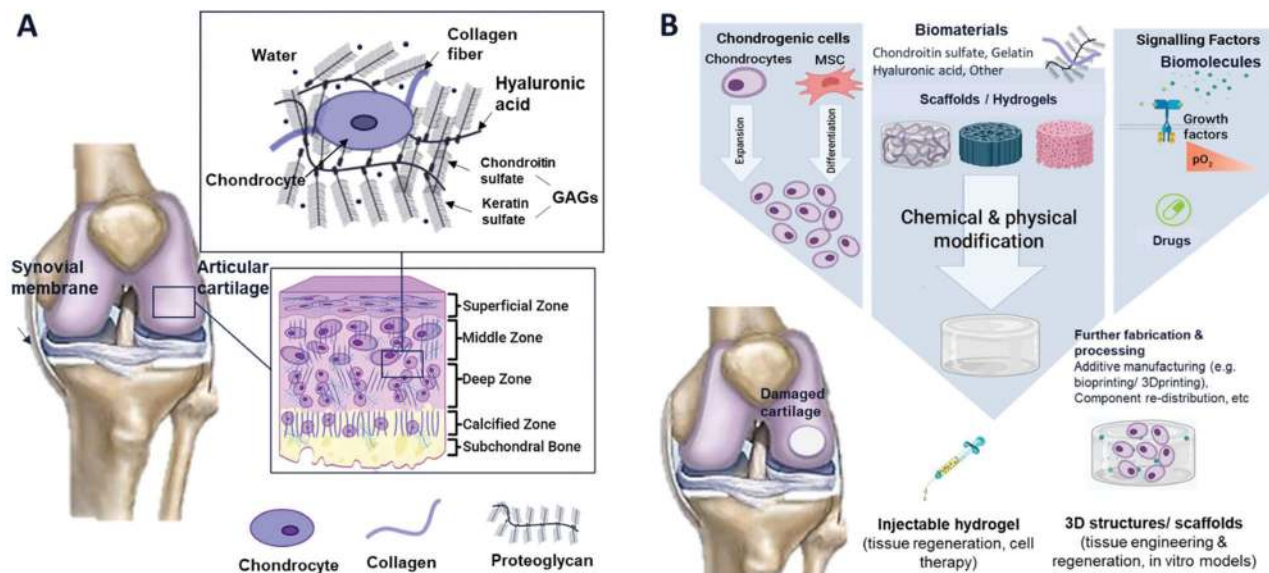 A
Water
Collagen
fiber
Hyaluronic
acid
Chondrocyte
Chondroitin
sulfate
Keratin
sulfate
GAGs
Synovial
membrane
Articular
cartilage
Superficial Zone
Middle Zone
Deep Zone
Calcified Zone
Subchondral Bone
Chondrocyte
Collagen
Proteoglycan
B
Chondrogenic cells
Chondrocytes
MSC
Expansion
Differentiation
Biomaterials
Chondroitin sulfate, Gelatin
Hyaluronic acid, Other
Scaffolds / Hydrogels
Chemical & physical
modification
Signalling Factors
Biomolecules
Growth
factors
pO2
Drugs
Further fabrication &
processing
Additive manufacturing (e.g.
bioprinting/ 3Dprinting),
Component re-distribution, etc
Damaged
cartilage
Injectable hydrogel
(tissue regeneration, cell
therapy)
3D structures/ scaffolds
(tissue engineering &
regeneration, in vitro models)